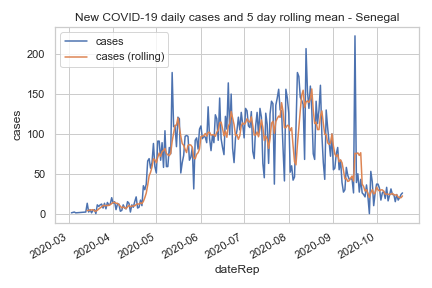 New COVID-19 daily cases and 5 day rolling mean - Senegal
cases
cases (rolling)
200
150
100
50
0
cases
2020-03
2020-04
2020-05
2020-06
2020-07
2020-08
2020-09
2020-10
dateRep